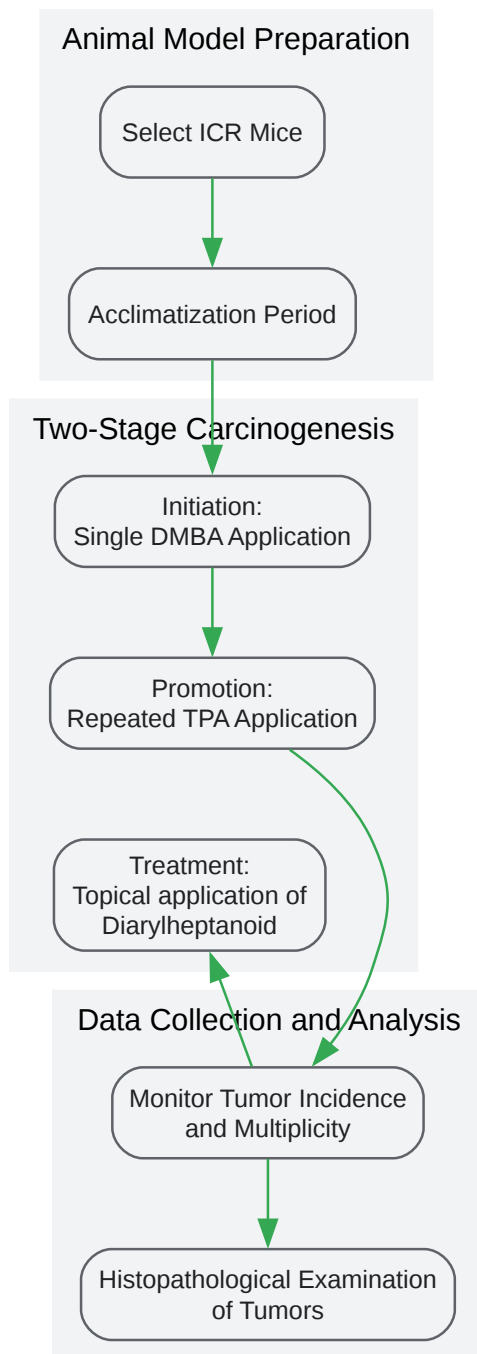 Animal Model Preparation
Select ICR Mice
Acclimatization Period
Two-Stage Carcinogenesis
Initiation:
Single DMBA Application
Promotion:
Repeated TPA Application
Treatment:
Topical application of
Diarylheptanoid
Data Collection and Analysis
Monitor Tumor Incidence
and Multiplicity
Histopathological Examination
of Tumors